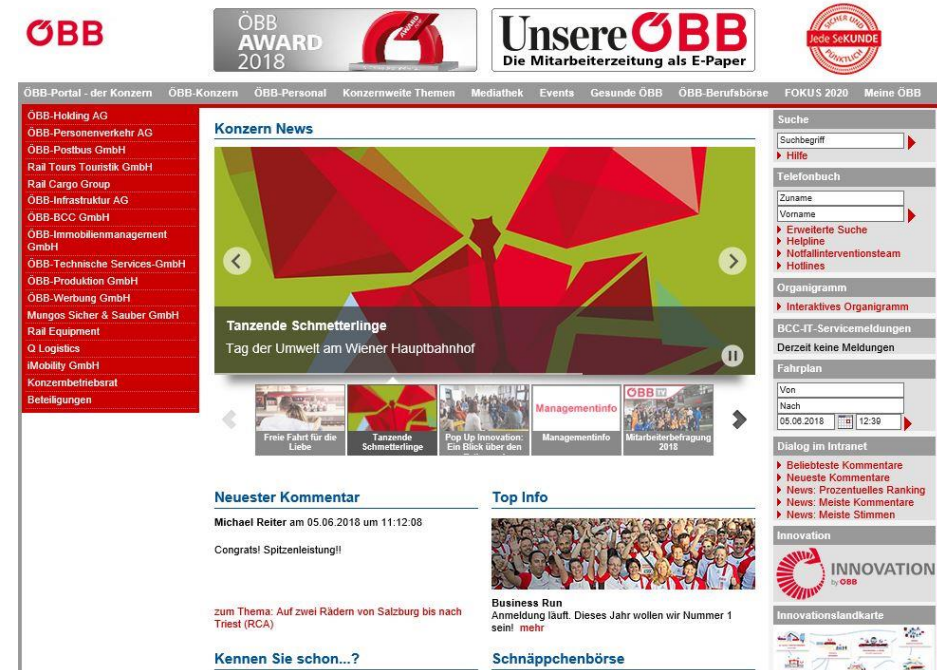 ÖBB
ÖBB
AWARD
2018
AWARD
Unsere ÖBB
Die Mitarbeiterzeitung als E-Paper
SICHER UND
Jede SeKUNDE
PÜNKTLICH
ÖBB-Portal - der Konzern ÖBB-Konzern ÖBB-Personal Konzernweite Themen Mediathek Events Gesunde ÖBB ÖBB-Berufsbörse FOKUS 2020 Meine ÖBB
ÖBB-Holding AG
ÖBB-Personenverkehr AG
ÖBB-Postbus GmbH
Rail Tours Touristik GmbH
Rail Cargo Group
ÖBB-Infrastruktur AG
ÖBB-BCC GmbH
ÖBB-Immobilienmanagement
GmbH
ÖBB-Technische Services-GmbH
ÖBB-Produktion GmbH
ÖBB-Werbung GmbH
Mungos Sicher & Sauber GmbH
Rail Equipment
Q Logistics
iMobility GmbH
Konzernbetriebsrat
Beteiligungen
Konzern News
Tanzende Schmetterlinge
Tag der Umwelt am Wiener Hauptbahnhof
Freie Fahrt für die
Liebe
Tanzende
Schmetterlinge
Pop Up Innovation:
Ein Blick über den
Managementinfo
Managementinfo
ÖBB TV
Mitarbeiterbefragung
2018
Neuester Kommentar
Michael Reiter am 05.06.2018 um 11:12:08
Congrats! Spitzenleistung!!
zum Thema: Auf zwei Rädern von Salzburg bis nach
Triest (RCA)
Kennen Sie schon...?
Top Info
Business Run
Anmeldung läuft. Dieses Jahr wollen wir Nummer 1
sein! mehr
Schnäppchenbörse
Suche
Suchbegriff
Hilfe
Telefonbuch
Zuname
Vorname
Erweiterte Suche
Helpline
Notfallinterventionsteam
Hotlines
Organigramm
Interaktives Organigramm
BCC-IT-Servicemeldungen
Derzeit keine Meldungen
Fahrplan
Von
Nach
05.06.2018 12:39
Dialog im Intranet
Beliebteste Kommentare
Neueste Kommentare
News: Prozentuelles Ranking
News: Meiste Kommentare
News: Meiste Stimmen
Innovation
INNOVATION
by ÖBB
Innovationslandkarte